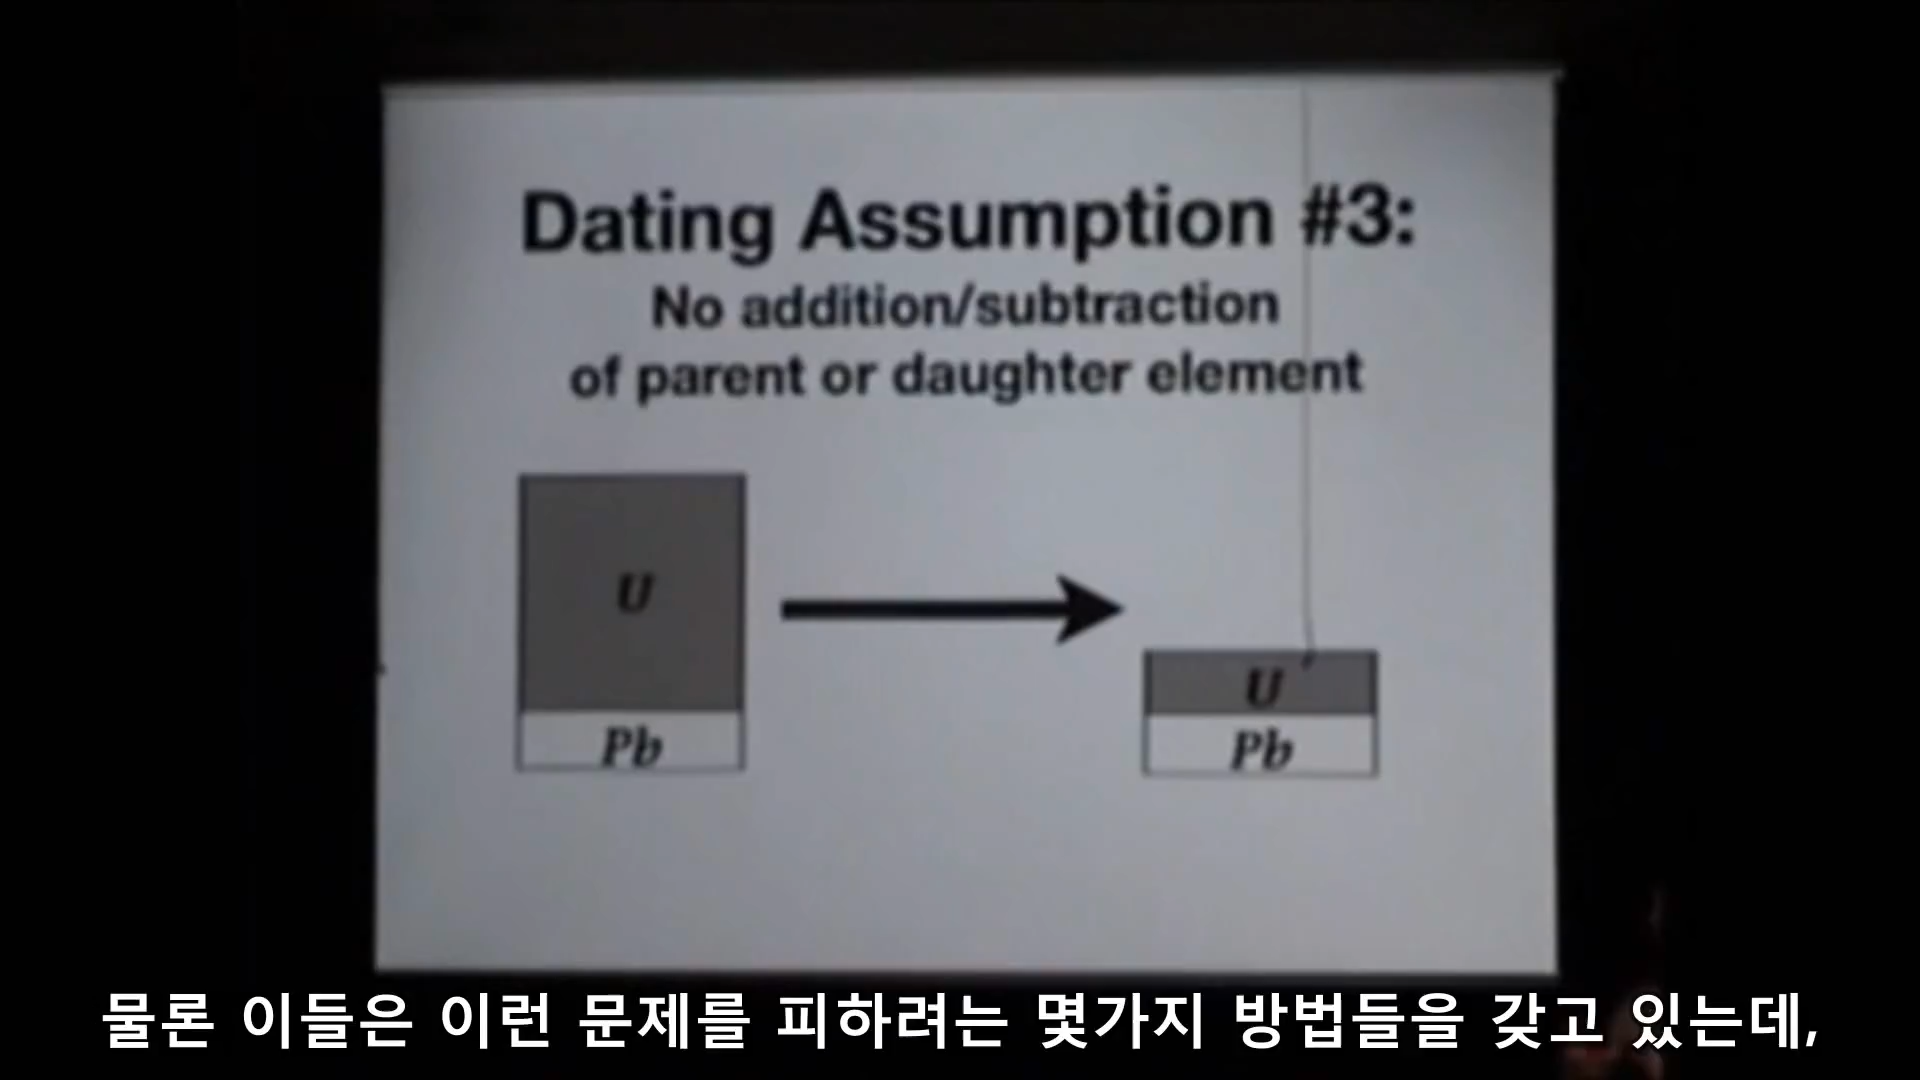 Dating Assumption #3:
No addition/subtraction
of parent or daughter element
U
Pb
U
Pb
물론 이들은 이런 문제를 피하려는 몇가지 방법들을 갖고 있는데,